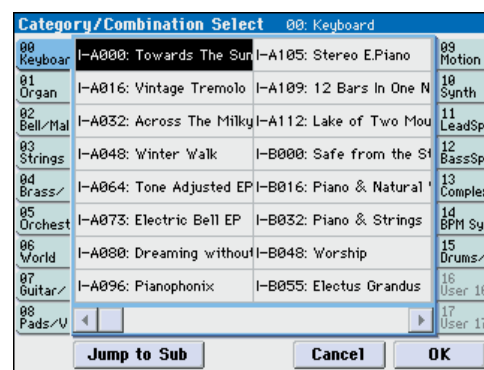 Category/Combination Select 00: Keyboard
00
Keyboar
01
Organ
02
Bell/Mal
03
Strings
04
Brass/
05
Orchest
06
World
07
Guitar/
08
Pads/V
I-A000: Towards The Sun
I-A016: Vintage Tremolo
I-A032: Across The Milky
I-A048: Winter Walk
I-A064: Tone Adjusted EP
I-A073: Electric Bell EP
I-A080: Dreaming without
I-A096: Pianophonix
I-A105: Stereo E.Piano
I-A109: 12 Bars In One N
I-A112: Lake of Two Mou
I-B000: Safe from the St
I-B016: Piano & Natural
I-B032: Piano & Strings
I-B048: Worship
I-B055: Electus Grandus
09
Motion
10
Synth
11
LeadSp
12
BassSp
13
Comple
14
BPM Sy
15
Drums/
16
User 16
17
User 17
Jump to Sub
Cancel
OK